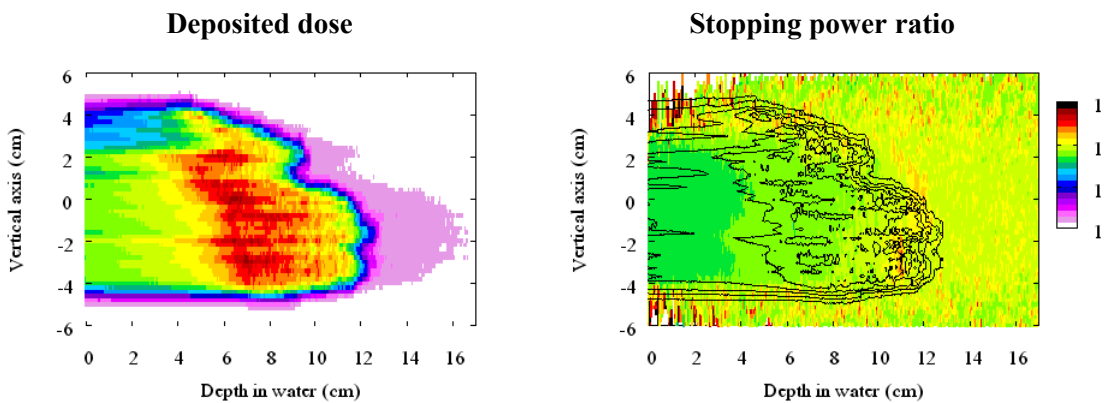 Deposited dose
Stopping power ratio
6
4
2
0
-2
-4
-6
Vertical axis (cm)
0 2 4 6 8 10 12 14 16
Depth in water (cm)
6
4
2
0
-2
-4
-6
Vertical axis (cm)
0 2 4 6 8 10 12 14 16
Depth in water (cm)
1
1
1
1
1
1